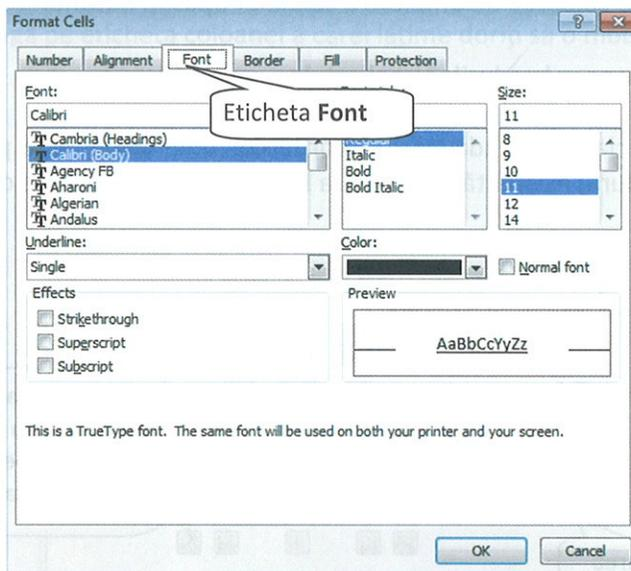 Format Cells
Number Alignment Font Border Fill Protection
Eticheta Font
Font: Size:
Calibri 11
Cambria (Headings)
Calibri (Body)
Agency FB
Aharoni
Algerian
Andalus
Regular
Italic
Bold
Bold Italic
8
9
10
11
12
14
Underline: Color:
Single Normal font
Effects Preview
Strikethrough
Superscript
Subscript
AaBbCcYyZz
This is a TrueType font. The same font will be used on both your printer and your screen.
OK Cancel